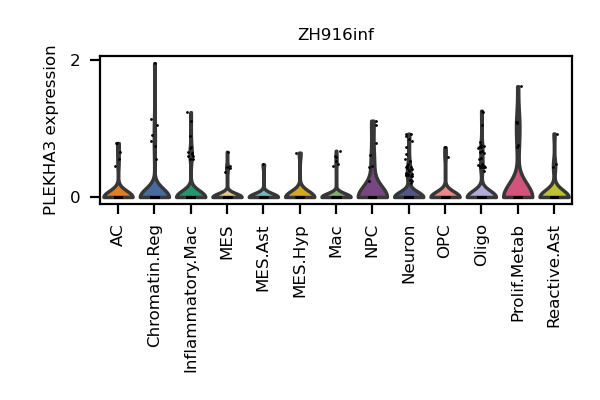 ZH916inf
PLEKHA3 expression
2
0
AC
Chromatin.Reg
Inflammatory.Mac
MES
MES.Ast
MES.Hyp
Mac
NPC
Neuron
OPC
Oligo
Prolif.Metab
Reactive.Ast